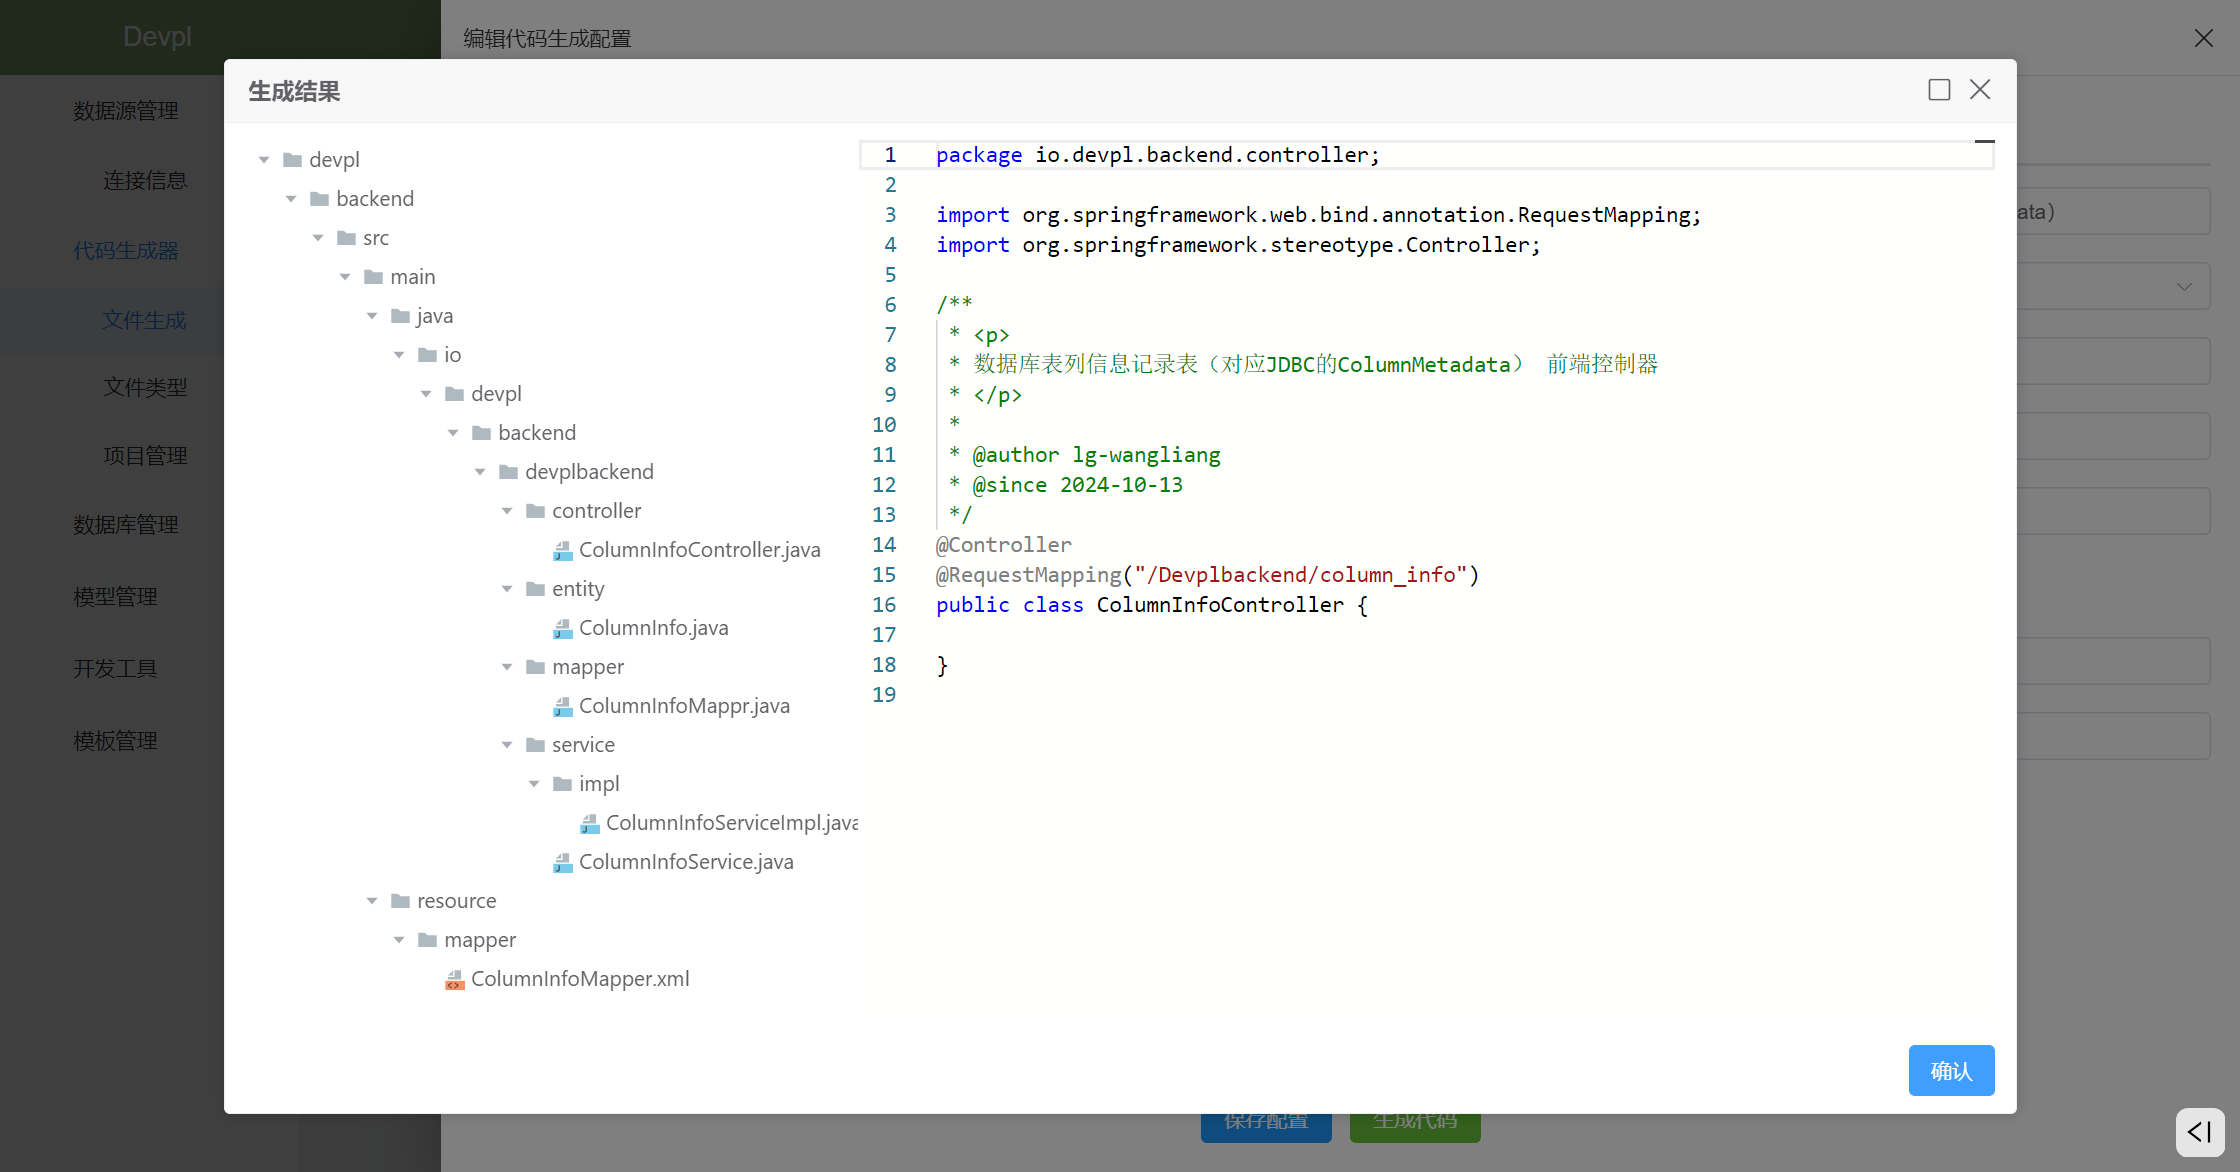 Devpl
编辑代码生成配置
数据源管理
连接信息
代码生成器
文件生成
文件类型
项目管理
数据库管理
模型管理
开发工具
模板管理
生成结果
devpl
backend
src
main
java
io
devpl
backend
devplbackend
controller
ColumnInfoController.java
entity
ColumnInfo.java
mapper
ColumnInfoMappr.java
service
impl
ColumnInfoServiceImpl.java
ColumnInfoService.java
resource
mapper
ColumnInfoMapper.xml
1 package io.devpl.backend.controller;
2
3 import org.springframework.web.bind.annotation.RequestMapping;
4 import org.springframework.stereotype.Controller;
5
6 /**
7 * <p>
8 * 数据库表列信息记录表（对应JDBC的ColumnMetadata） 前端控制器
9 * </p>
10 *
11 * @author lg-wangliang
12 * @since 2024-10-13
13 */
14 @Controller
15 @RequestMapping("/Devplbackend/column_info")
16 public class ColumnInfoController {
17
18 }
19
ata）
确认
保存配置
生成代码